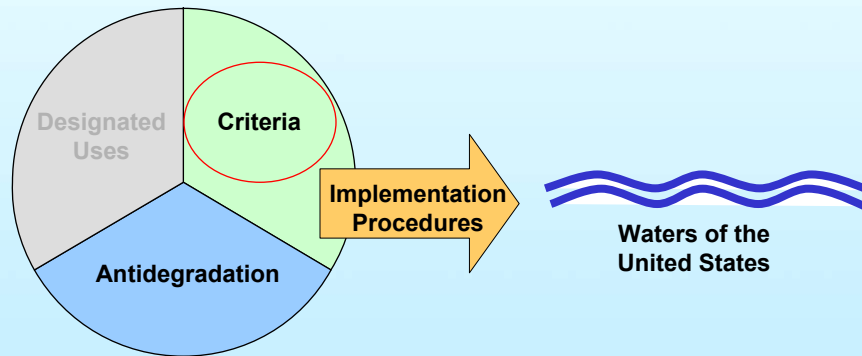 Designated
Uses
Criteria
Antidegradation
Implementation
Procedures
Waters of the
United States